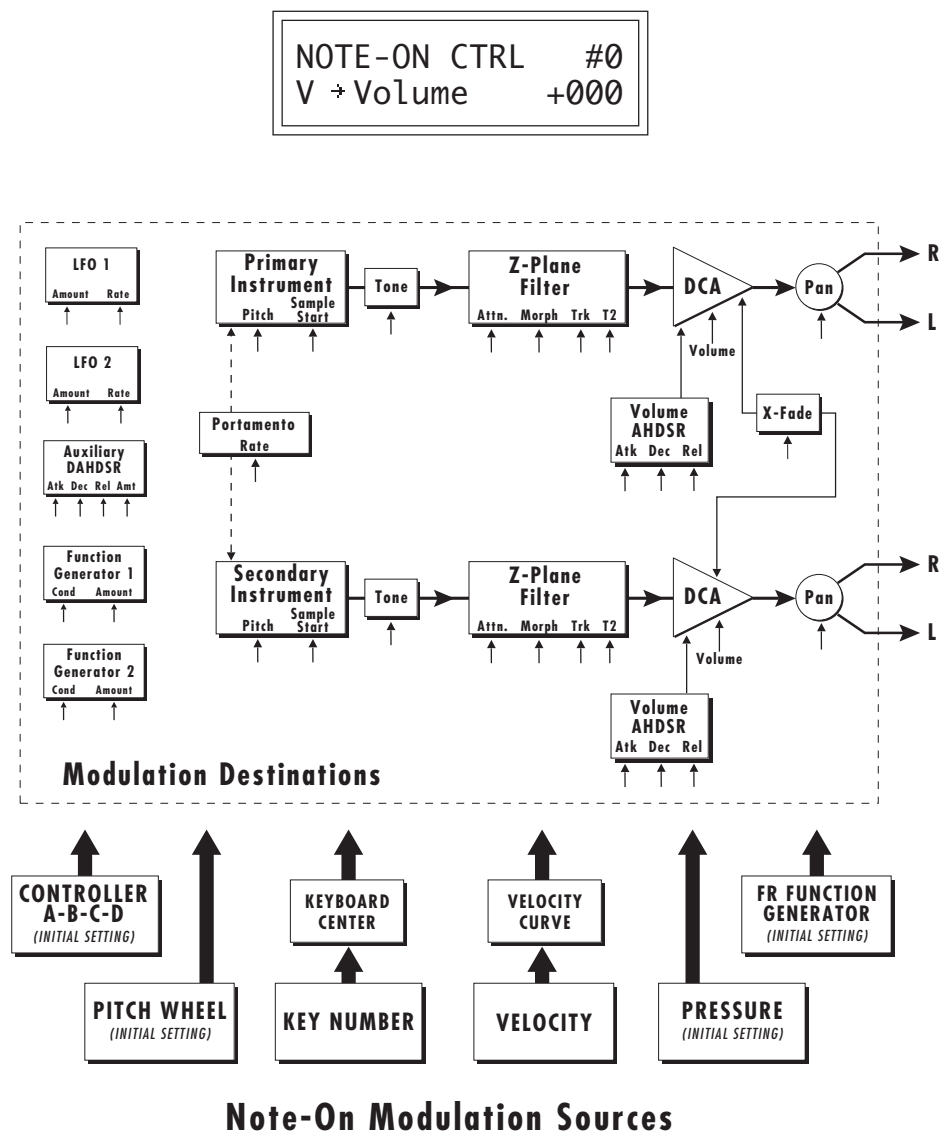 NOTE-ON CTRL #0
V → Volume +000
LFO 1
Amount Rate
LFO 2
Amount Rate
Auxiliary
DAHDSR
Atk Dec Rel Amt
Function
Generator 1
Cond Amount
Function
Generator 2
Cond Amount
Primary
Instrument
Sample
Pitch Start
Tone
Z-Plane
Filter
Attn. Morph Trk T2
DCA
Volume
Pan
R
L
Portamento
Rate
Volume
AHDSR
Atk Dec Rel
X-Fade
Secondary
Instrument
Sample
Pitch Start
Tone
Z-Plane
Filter
Attn. Morph Trk T2
DCA
Volume
Pan
R
L
Volume
AHDSR
Atk Dec Rel
Modulation Destinations
CONTROLLER
A-B-C-D
(INITIAL SETTING)
KEYBOARD
CENTER
VELOCITY
CURVE
FR FUNCTION
GENERATOR
(INITIAL SETTING)
PITCH WHEEL
(INITIAL SETTING)
KEY NUMBER
VELOCITY
PRESSURE
(INITIAL SETTING)
Note-On Modulation Sources